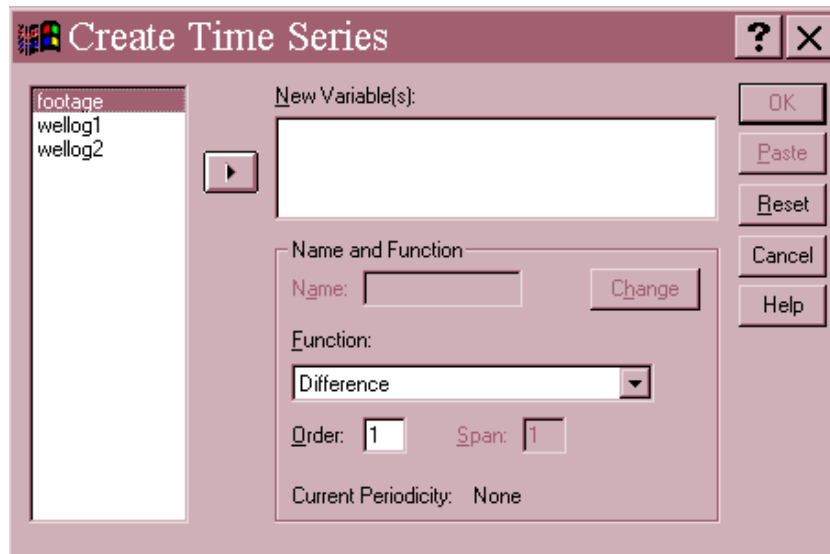 Create Time Series
?
footage
wellog1
wellog2
New Variable(s):
Name and Function
Name:
Change
Function:
Difference
Order: 1 Span: 1
Current Periodicity: None
OK
Paste
Reset
Cancel
Help